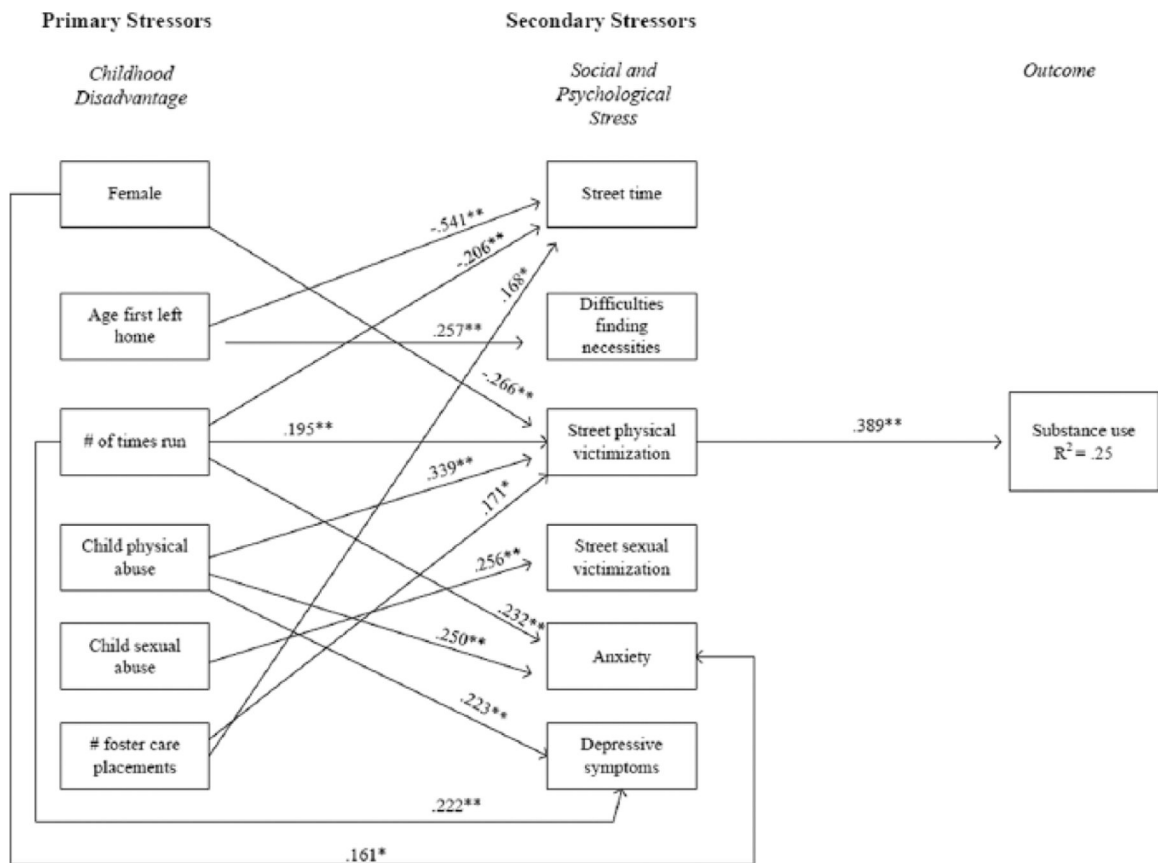 Primary Stressors
Secondary Stressors
Childhood
Disadvantage
Social and
Psychological
Stress
Outcome
Female
Street time
-.541**
-.206**
.168*
Age first left
home
Difficulties
finding
necessities
.257**
-.266**
# of times run
.195**
Street physical
victimization
.389**
Substance use
R² = .25
.339**
.171*
Child physical
abuse
Street sexual
victimization
.256**
.232**
Child sexual
abuse
.250**
Anxiety
.223**
# foster care
placements
Depressive
symptoms
.222**
.161*